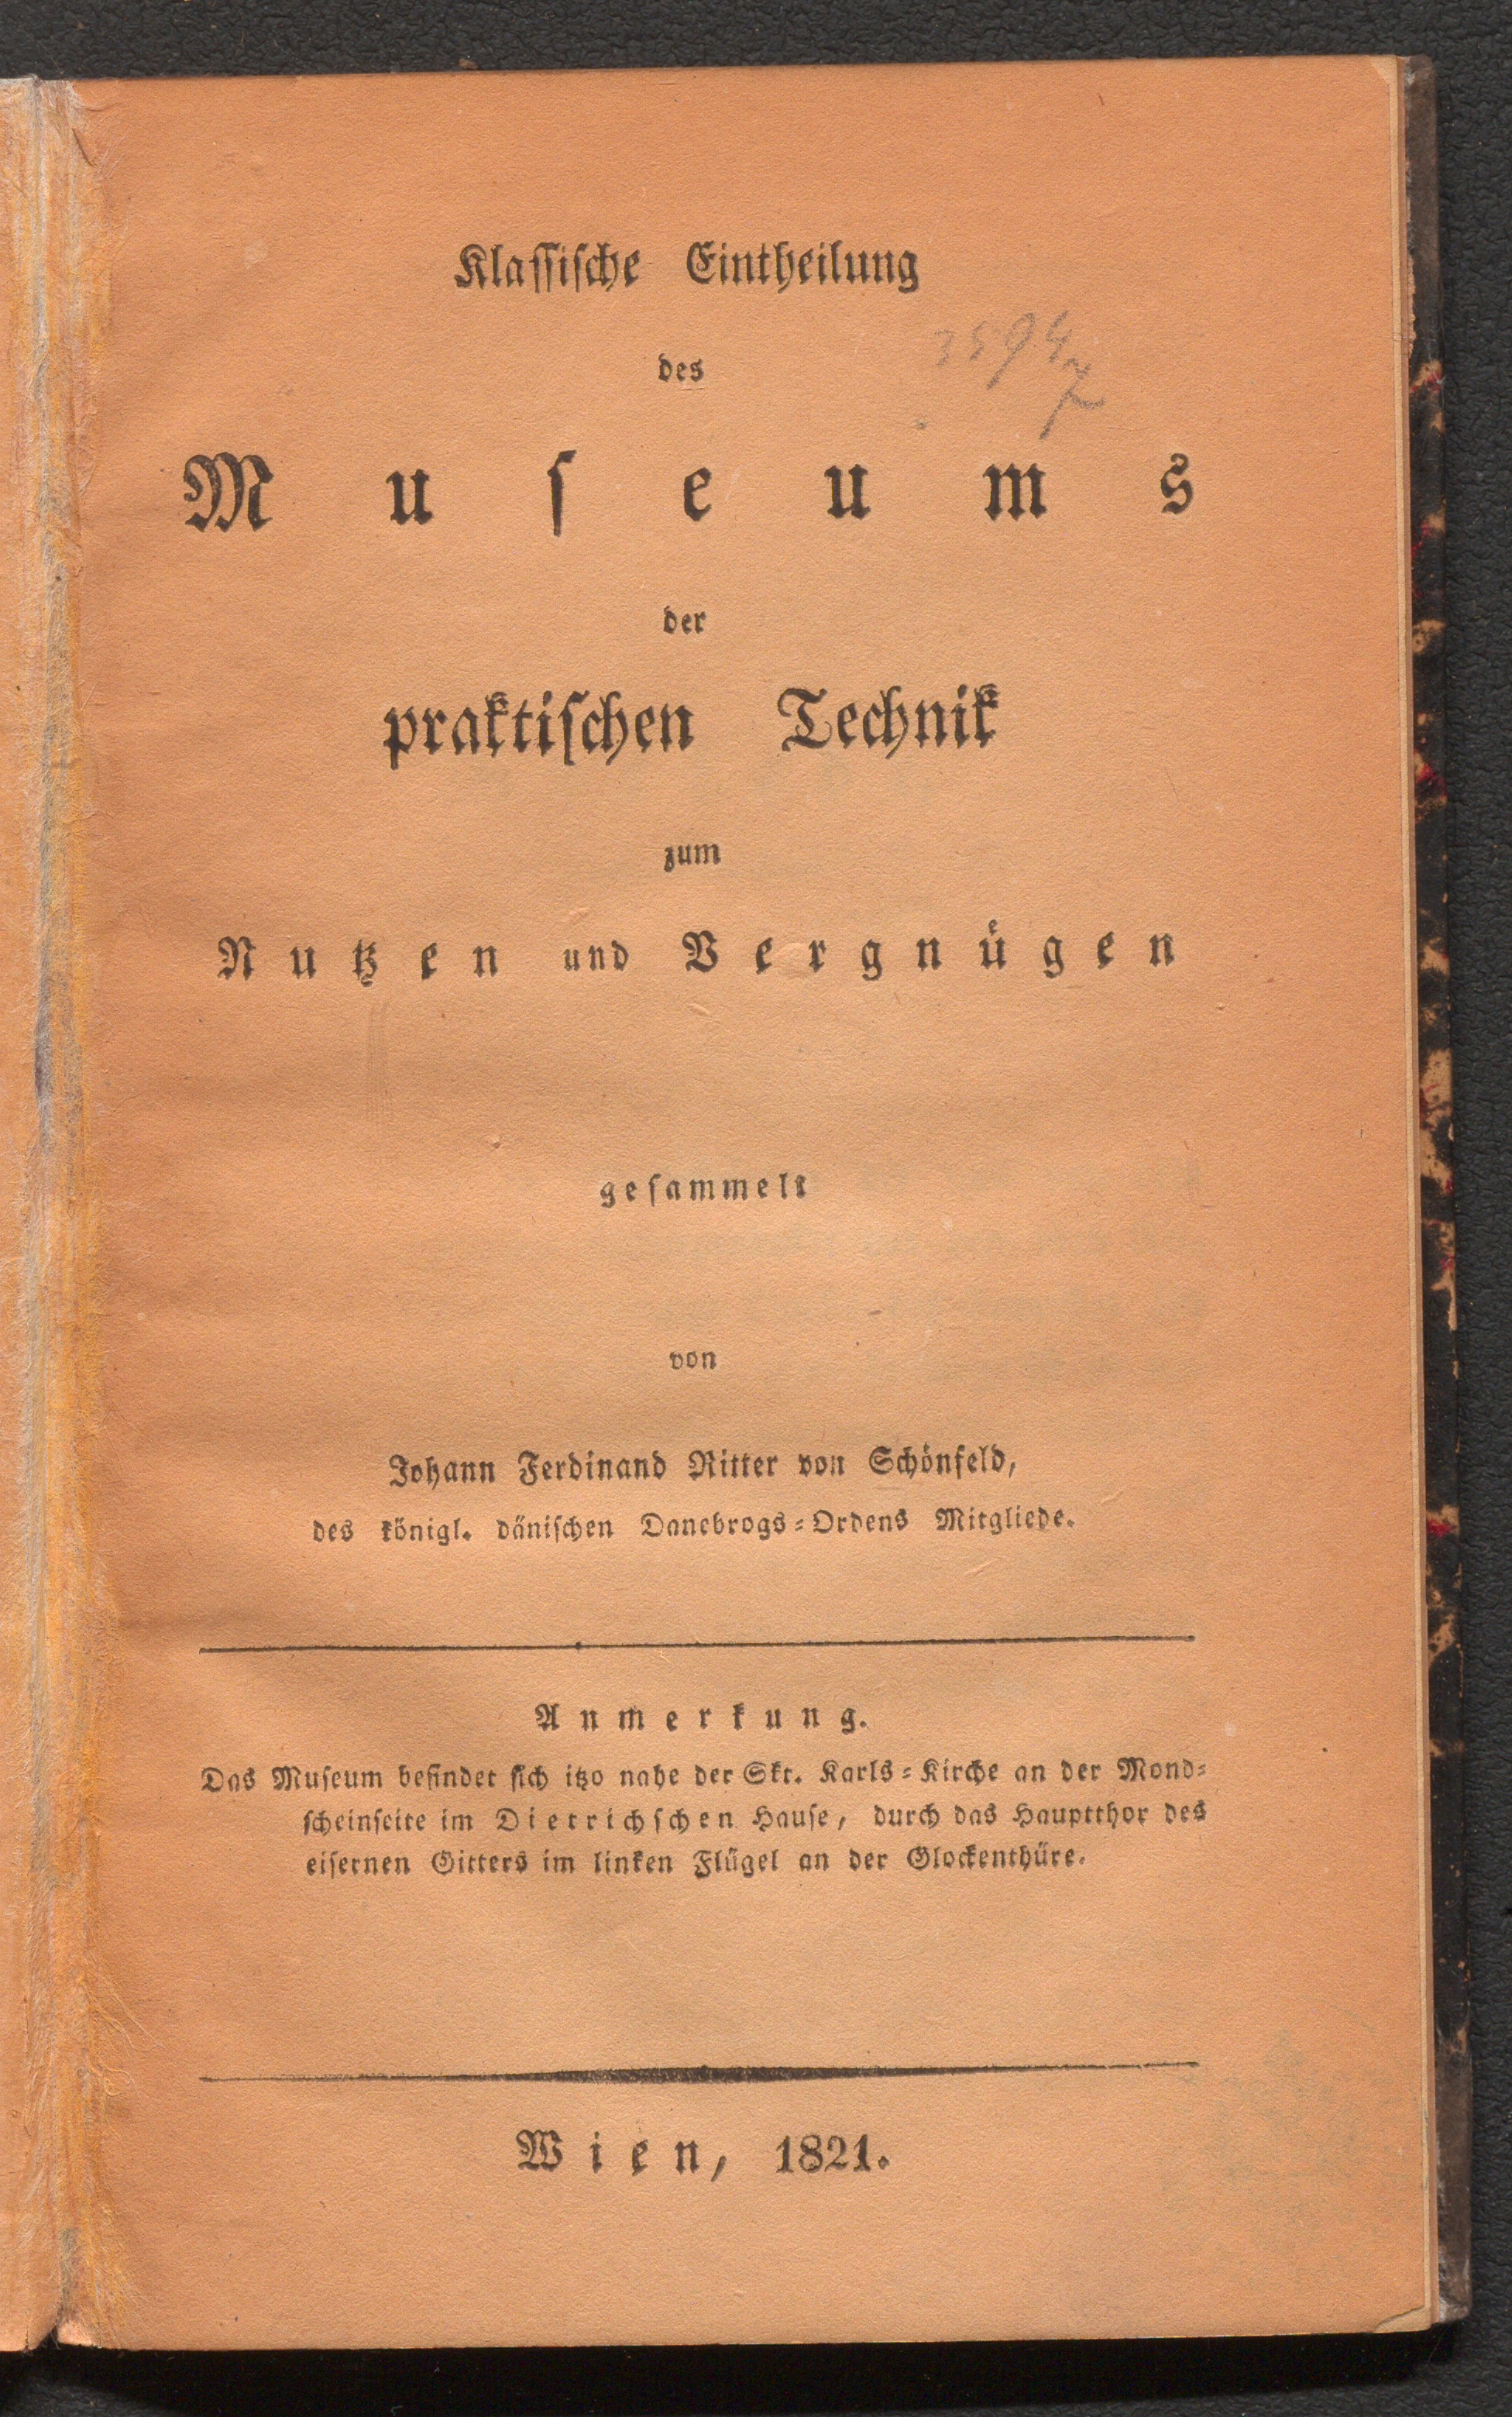 Klaſſiſche Eintheilung
des
3594
Muſeums
der
praktiſchen Technik
zum
Nutzen und Vergnügen
geſammelt
von
Johann Ferdinand Ritter von Schönfeld,
des königl. däniſchen Danebrogs=Ordens Mitgliede.
Anmerkung.
Das Muſeum befindet ſich itzo nahe der Skt. Karls=Kirche an der Mond=
ſcheinſeite im Dietrichſchen Hauſe, durch das Hauptthor des
eiſernen Gitters im linken Flügel an der Glockenthüre.
Wien, 1821.